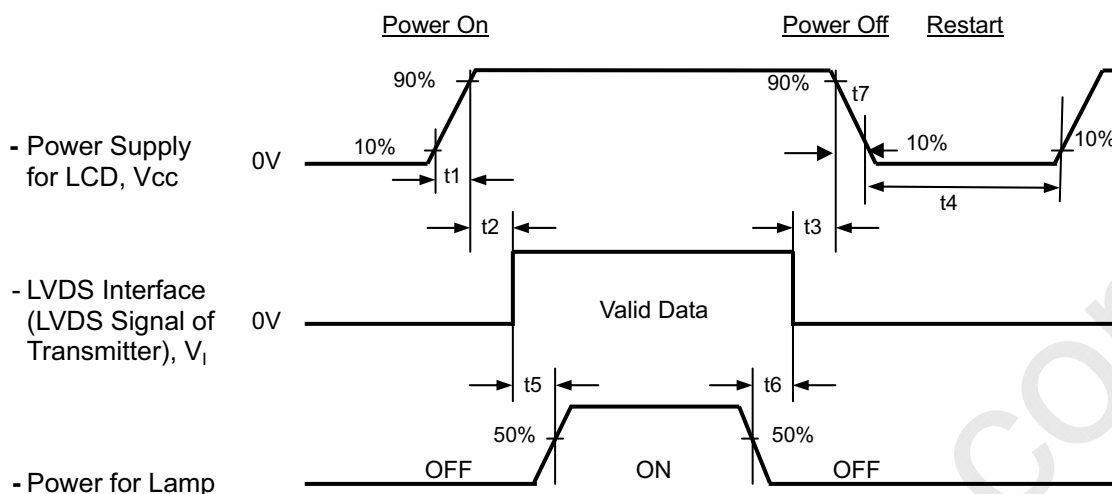 Power On
Power Off
Restart
90%
90%
t7
- Power Supply
for LCD, Vcc
0V
10%
10%
10%
t1
t4
t2
t3
- LVDS Interface
(LVDS Signal of
Transmitter), VI
0V
Valid Data
t5
t6
50%
50%
- Power for Lamp
OFF
ON
OFF